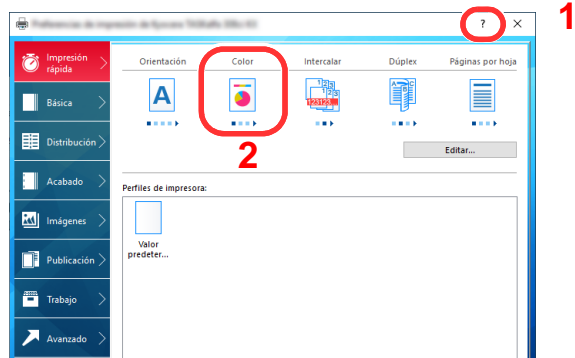 1
?
Impresión
rápida
Básica
Distribución
Acabado
Imágenes
Publicación
Trabajo
Avanzado
Orientación Color Intercalar Dúplex Páginas por hoja
A
123123...
2
Editar...
Perfiles de impresora:
Valor
predeter...